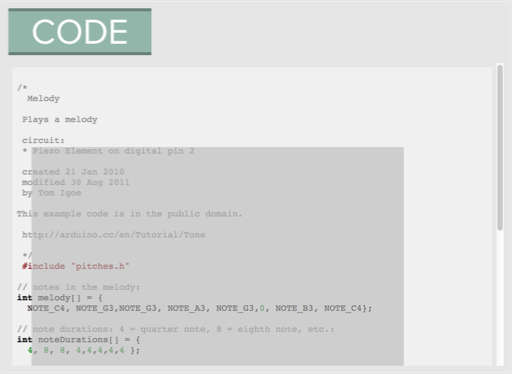 CODE
/*
Melody
Plays a melody
circuit:
* Piezo Element on digital pin 2
created 21 Jan 2010
modified 30 Aug 2011
by Tom Igoe
This example code is in the public domain.
http://arduino.cc/en/Tutorial/Tone
*/
#include "pitches.h"
// notes in the melody:
int melody[] = {
NOTE_C4, NOTE_G3,NOTE_G3, NOTE_A3, NOTE_G3,0, NOTE_B3, NOTE_C4};
// note durations: 4 = quarter note, 8 = eighth note, etc.:
int noteDurations[] = {
4, 8, 8, 4,4,4,4,4 };